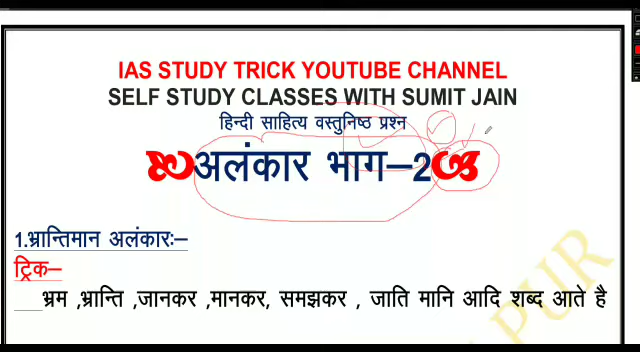 IAS STUDY TRICK YOUTUBE CHANNEL
SELF STUDY CLASSES WITH SUMIT JAIN
हिन्दी साहित्य वस्तुनिष्ठ प्रश्न
अलंकार भाग–2
1.भ्रान्तिमान अलंकारः–
ट्रिक–
भ्रम ,भ्रान्ति ,जानकर ,मानकर, समझकर , जाति मानि आदि शब्द आते है